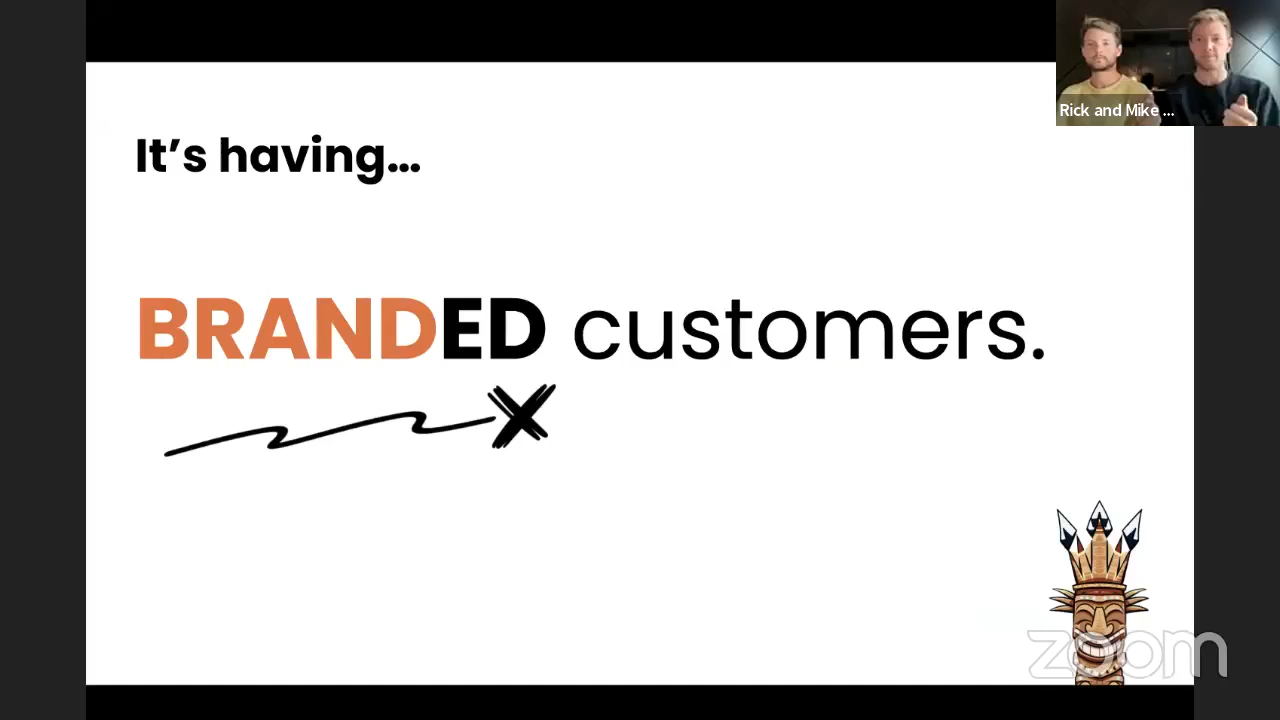 Rick and Mike ...
It’s having...
BRANDED customers.
zoom